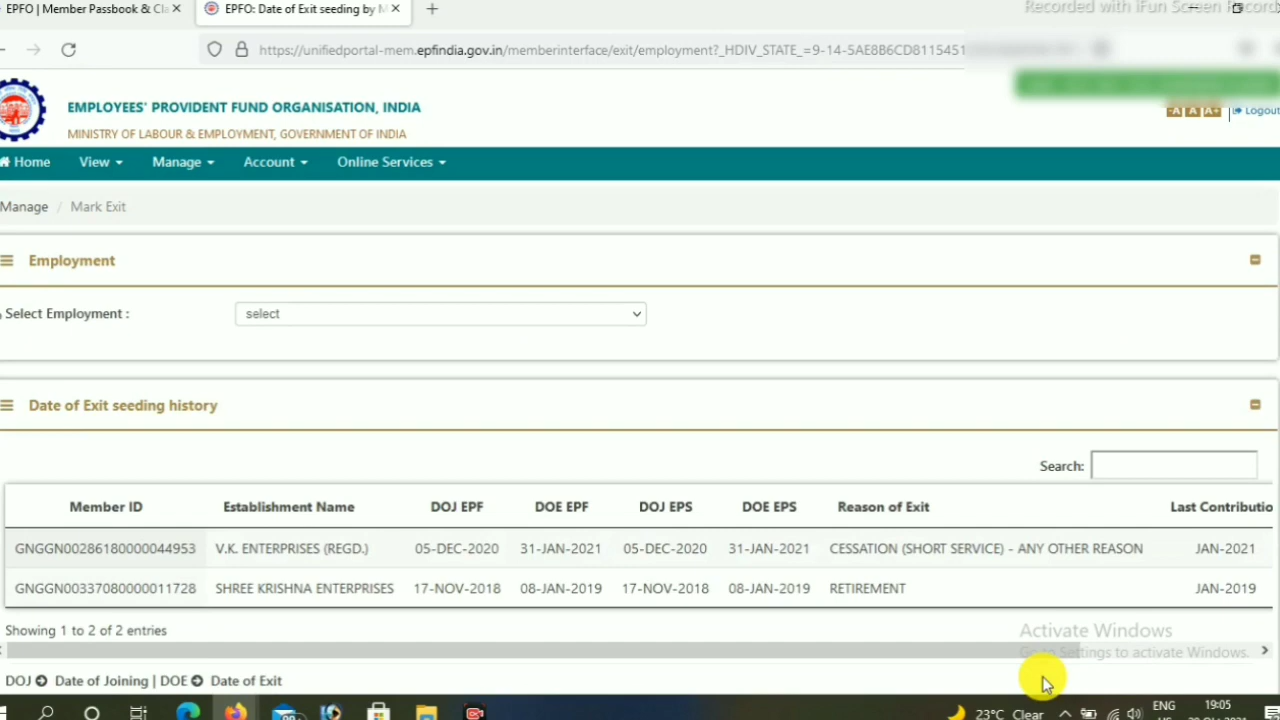 EPFO | Member Passbook & Cl
EPFO: Date of Exit seeding by M
Recorded with iFun Screen Record
https://unifiedportal-mem.epfindia.gov.in/memberinterface/exit/employment?_HDIV_STATE_=9-14-5AE8B6CD8115451
EMPLOYEES' PROVIDENT FUND ORGANISATION, INDIA
MINISTRY OF LABOUR & EMPLOYMENT, GOVERNMENT OF INDIA
-A A A+ Logout
Home View Manage Account Online Services
Manage / Mark Exit
Employment
Select Employment : select
Date of Exit seeding history
Search:
Member ID Establishment Name DOJ EPF DOE EPF DOJ EPS DOE EPS Reason of Exit Last Contributio
GNGGN00286180000044953 V.K. ENTERPRISES (REGD.) 05-DEC-2020 31-JAN-2021 05-DEC-2020 31-JAN-2021 CESSATION (SHORT SERVICE) - ANY OTHER REASON JAN-2021
GNGGN00337080000011728 SHREE KRISHNA ENTERPRISES 17-NOV-2018 08-JAN-2019 17-NOV-2018 08-JAN-2019 RETIREMENT JAN-2019
Showing 1 to 2 of 2 entries
Activate Windows
Go to Settings to activate Windows.
DOJ Date of Joining | DOE Date of Exit
23°C Clear ENG 19:05